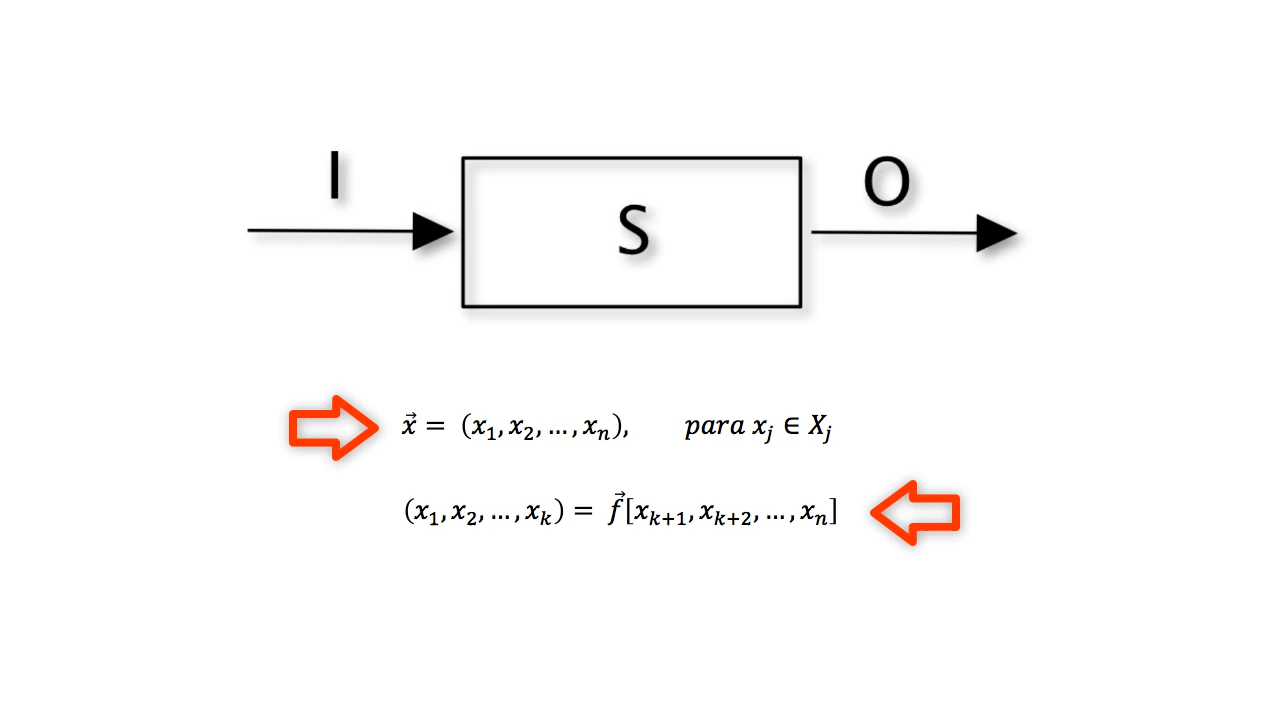 I
S
O
x⃗ = (x₁, x₂, …, xₙ), para xⱼ ∈ Xⱼ
(x₁, x₂, …, xₖ) = f⃗[xₖ₊₁, xₖ₊₂, …, xₙ]